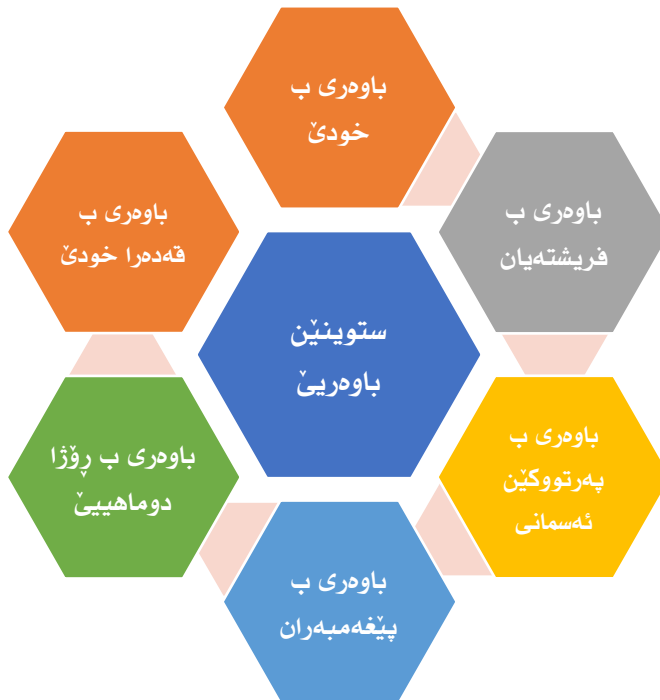 باوەری ب
خودێ
باوەری ب
فریشتەیان
باوەری ب
پەرتووکێن
ئەسمانی
باوەری ب
پێغەمبەران
باوەری ب ڕۆژا
دوماهییێ
باوەری ب
قەدەرا خودێ
ستوینێن
باوەریێ